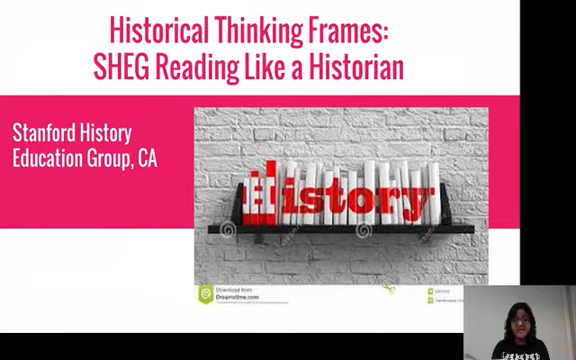 Historical Thinking Frames:
SHEG Reading Like a Historian
Stanford History
Education Group, CA
History
Download from
Dreamstime.com